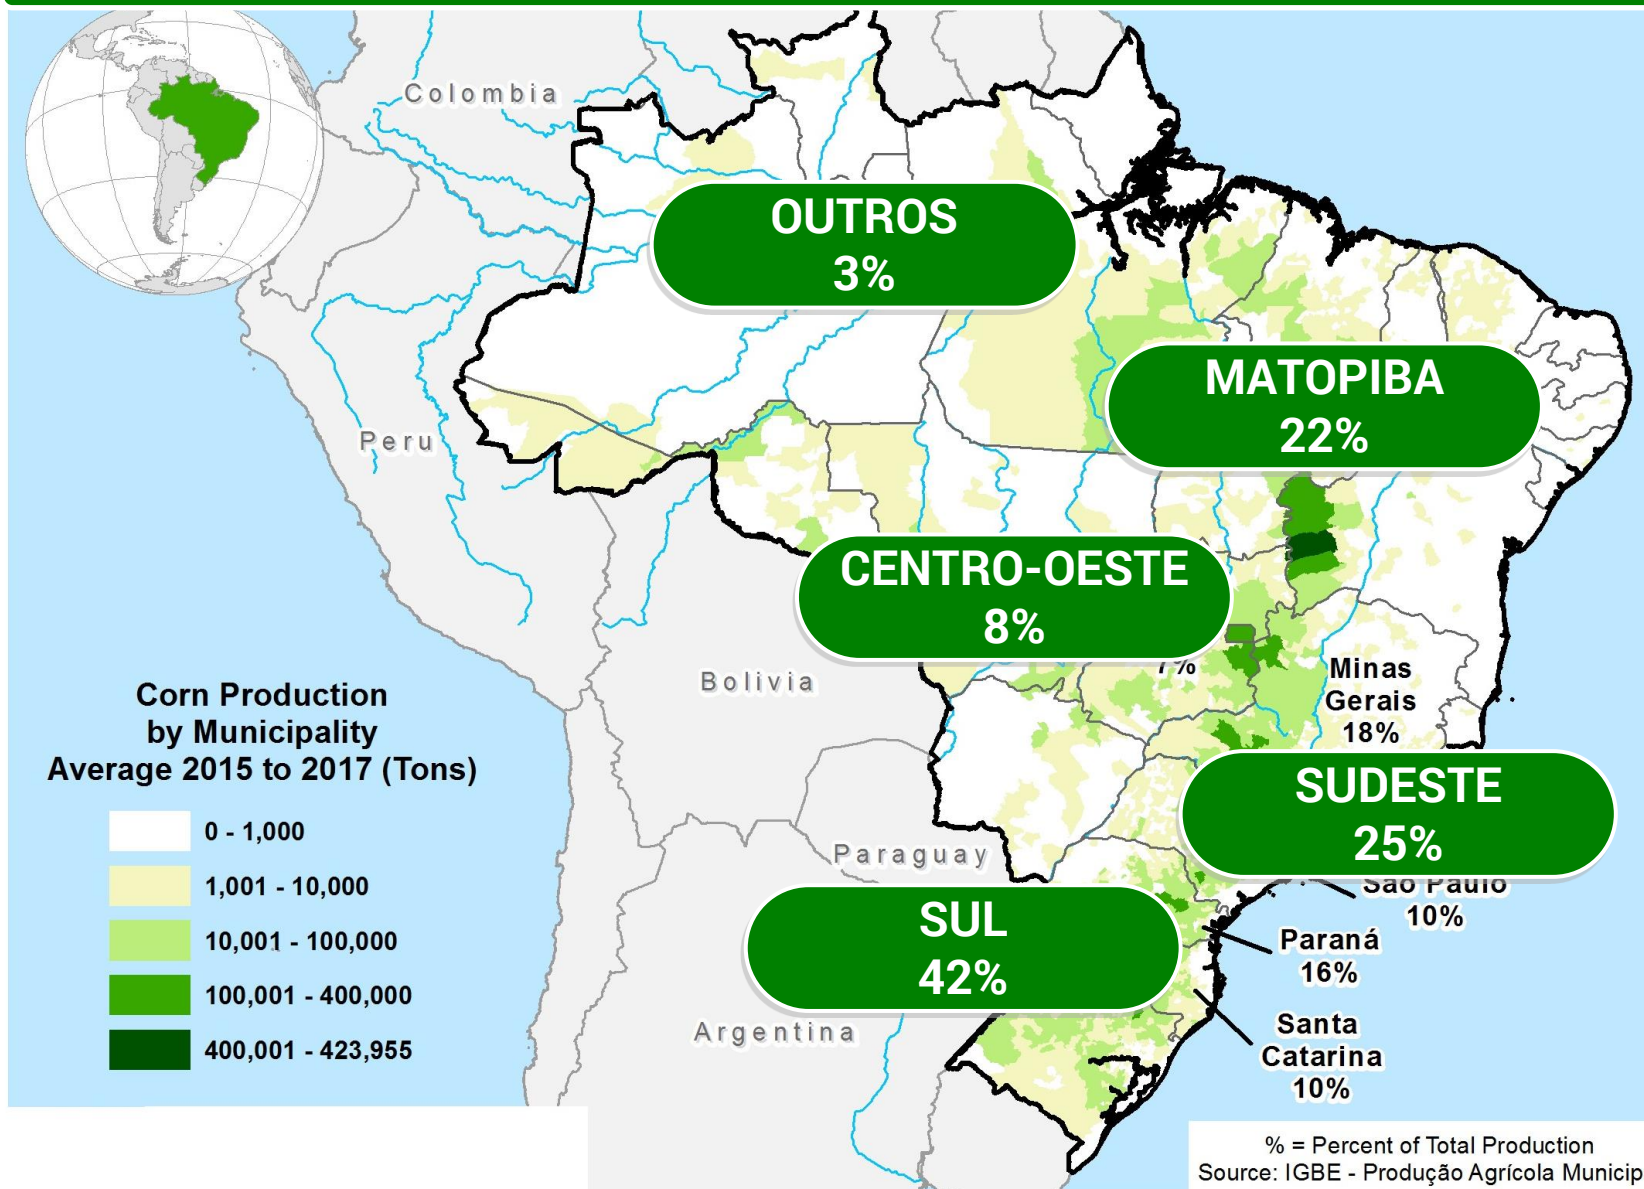 Colombia
OUTROS
3%
MATOPIBA
22%
Peru
CENTRO-OESTE
8%
7%
Bolivia
Minas
Gerais
18%
Corn Production
by Municipality
Average 2015 to 2017 (Tons)
0 - 1,000
1,001 - 10,000
10,001 - 100,000
100,001 - 400,000
400,001 - 423,955
SUDESTE
25%
Paraguay
São Paulo
10%
SUL
42%
Paraná
16%
Argentina
Santa
Catarina
10%
% = Percent of Total Production
Source: IGBE - Produção Agrícola Municip